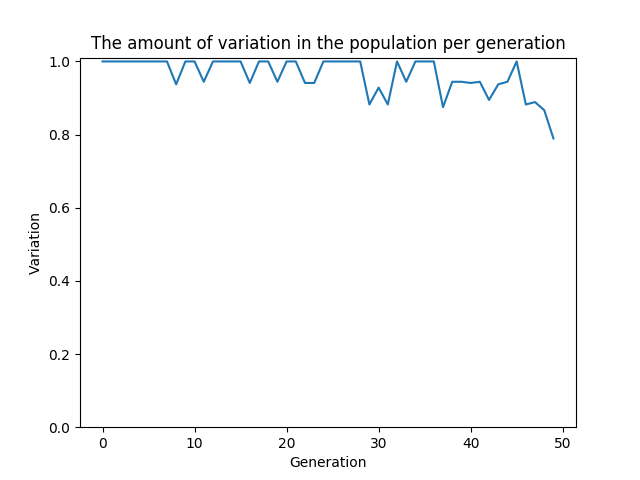 The amount of variation in the population per generation
1.0
0.8
0.6
0.4
0.2
0.0
Variation
0 10 20 30 40 50
Generation